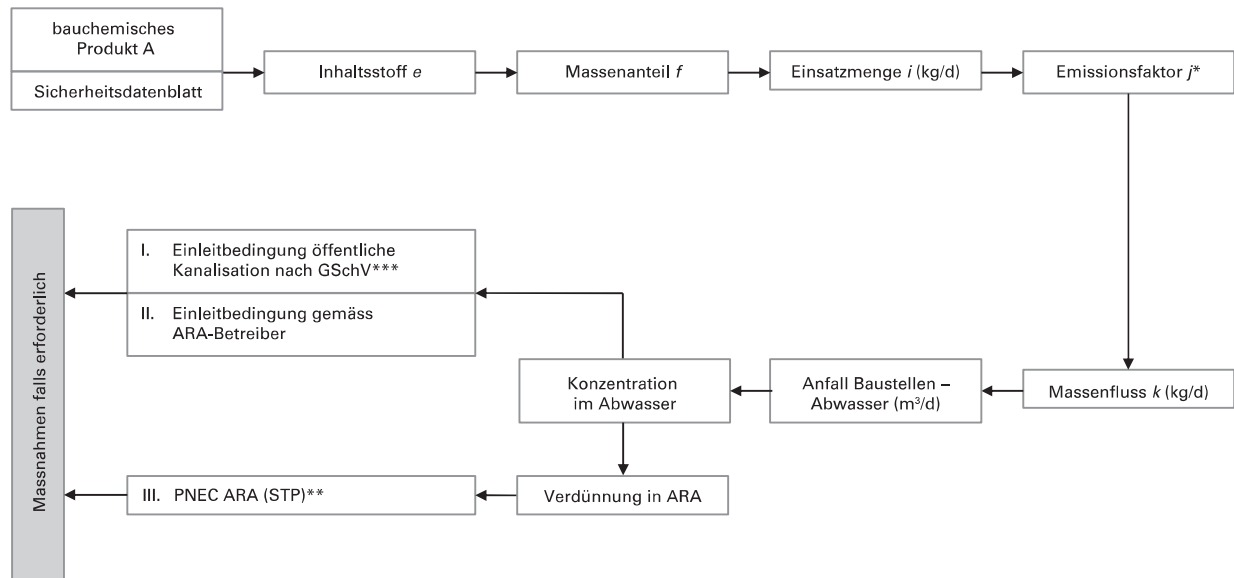 bauchemisches
Produkt A
Sicherheitsdatenblatt
Inhaltsstoff e
Massenanteil f
Einsatzmenge i (kg/d)
Emissionsfaktor j*
Massnahmen falls erforderlich
I. Einleitbedingung öffentliche
Kanalisation nach GSchV***
II. Einleitbedingung gemäss
ARA-Betreiber
Konzentration
im Abwasser
Anfall Baustellen –
Abwasser (m³/d)
Massenfluss k (kg/d)
III. PNEC ARA (STP)**
Verdünnung in ARA